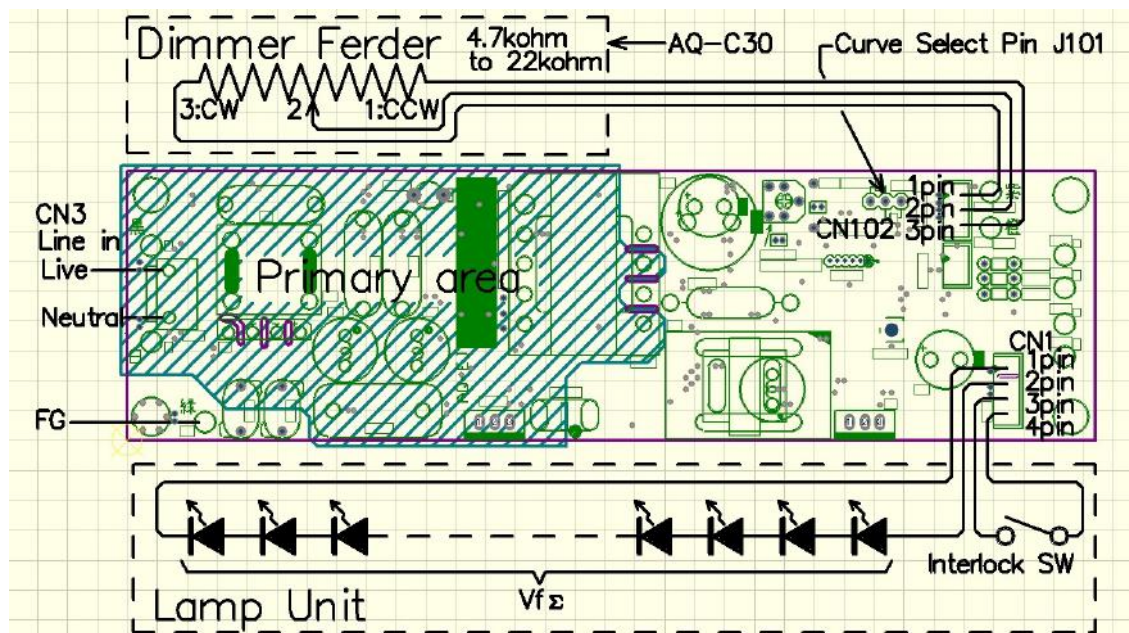 Dimmer Ferder
4.7kohm
to 22kohm
AQ-C30
Curve Select Pin J101
3:CW
2
1:CCW
CN3
Line in
Live
Neutral
FG
Primary area
1pin
2pin
CN102 3pin
CN1
1pin
2pin
3pin
4pin
緑
Interlock SW
VfΣ
Lamp Unit